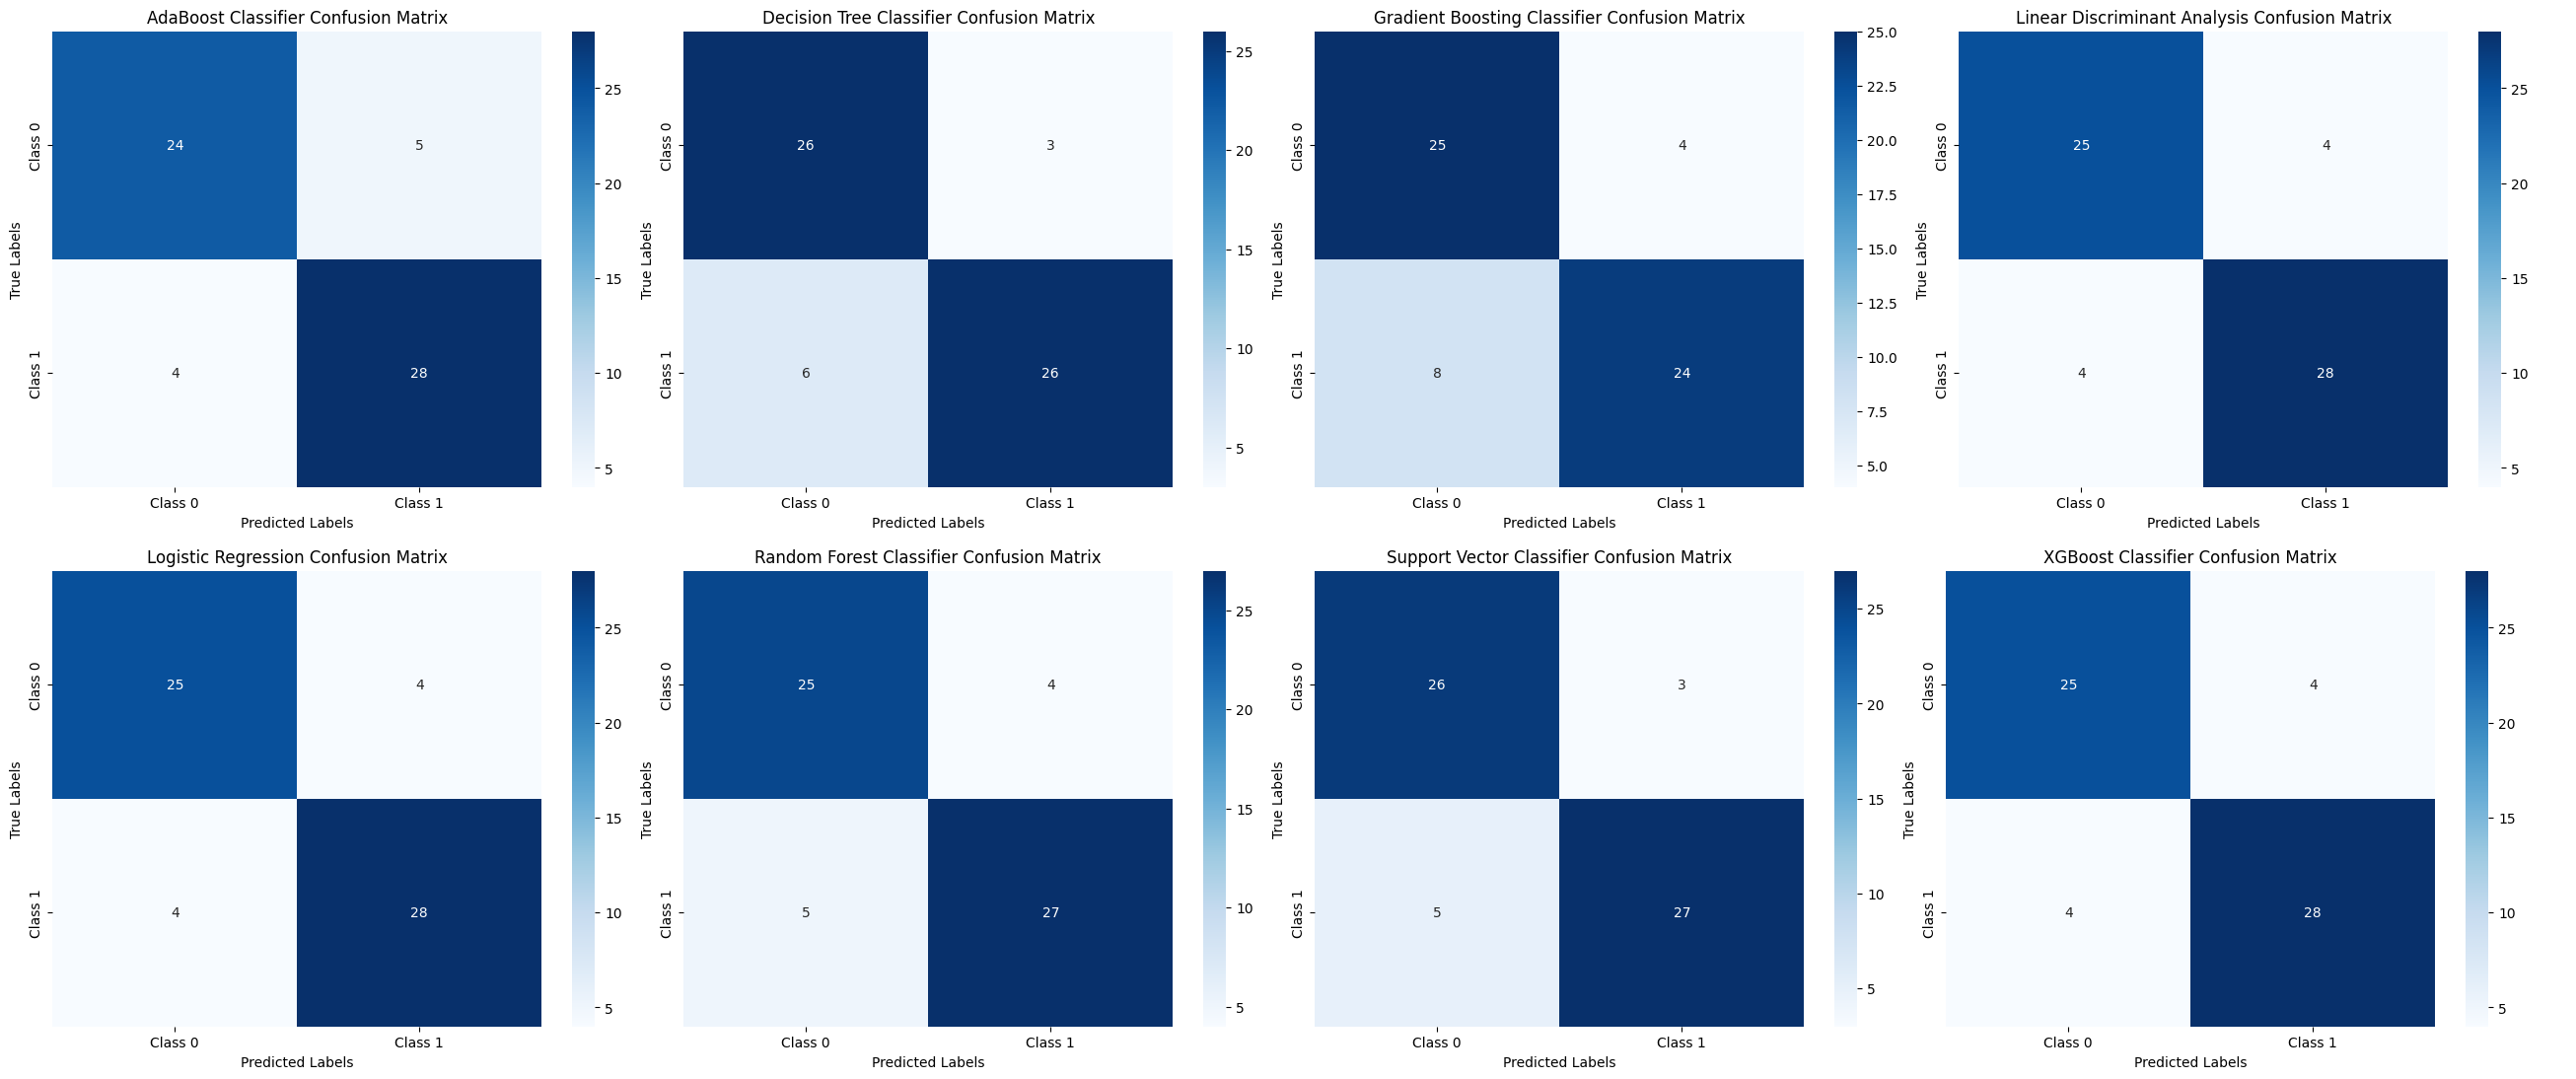 AdaBoost Classifier Confusion Matrix
True Labels
Class 0
Class 1
24
5
4
28
Class 0
Class 1
Predicted Labels
25
20
15
10
5
Decision Tree Classifier Confusion Matrix
True Labels
Class 0
Class 1
26
3
6
26
Class 0
Class 1
Predicted Labels
25
20
15
10
5
Gradient Boosting Classifier Confusion Matrix
True Labels
Class 0
Class 1
25
4
8
24
Class 0
Class 1
Predicted Labels
25.0
22.5
20.0
17.5
15.0
12.5
10.0
7.5
5.0
Linear Discriminant Analysis Confusion Matrix
True Labels
Class 0
Class 1
25
4
4
28
Class 0
Class 1
Predicted Labels
25
20
15
10
5
Logistic Regression Confusion Matrix
True Labels
Class 0
Class 1
25
4
4
28
Class 0
Class 1
Predicted Labels
25
20
15
10
5
Random Forest Classifier Confusion Matrix
True Labels
Class 0
Class 1
25
4
5
27
Class 0
Class 1
Predicted Labels
25
20
15
10
5
Support Vector Classifier Confusion Matrix
True Labels
Class 0
Class 1
26
3
5
27
Class 0
Class 1
Predicted Labels
25
20
15
10
5
XGBoost Classifier Confusion Matrix
True Labels
Class 0
Class 1
25
4
4
28
Class 0
Class 1
Predicted Labels
25
20
15
10
5